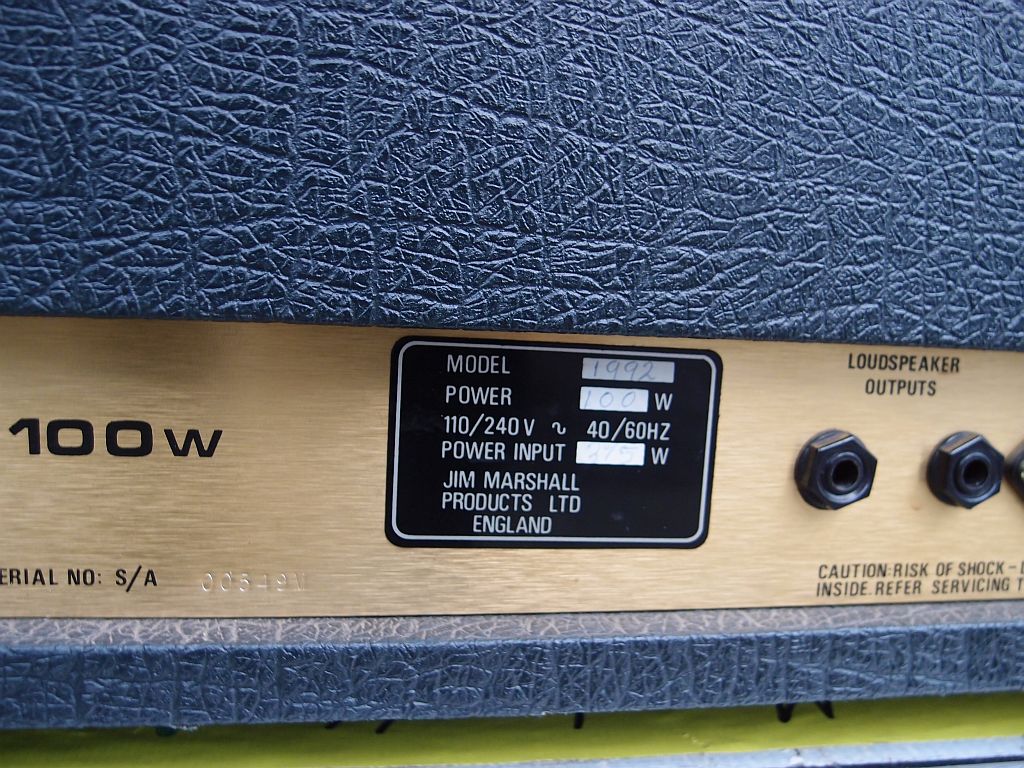 100W
MODEL 1992
POWER 100 W
110/240V ~ 40/60HZ
POWER INPUT 375 W
JIM MARSHALL
PRODUCTS LTD
ENGLAND
ERIAL NO: S/A
LOUDSPEAKER
OUTPUTS
CAUTION:RISK OF SHOCK –
INSIDE. REFER SERVICING